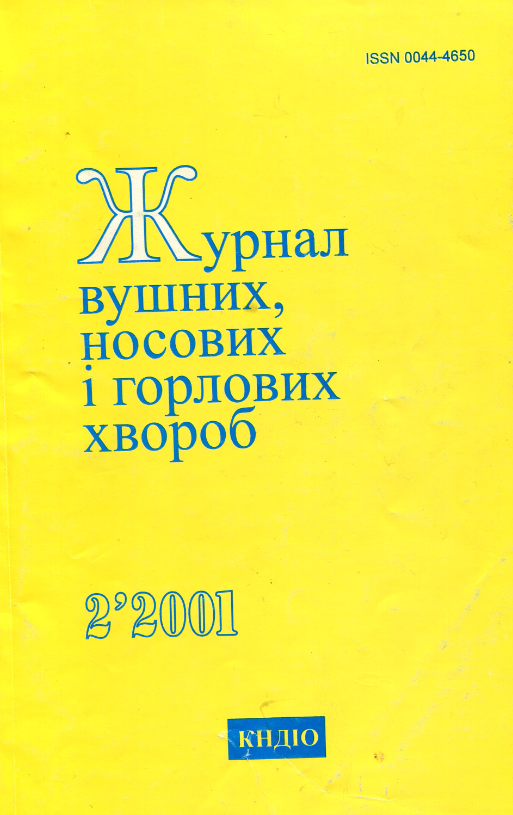 ISSN 0044-4650
Журнал
вушних,
носових
і горлових
хвороб
2’2001
КНДІО